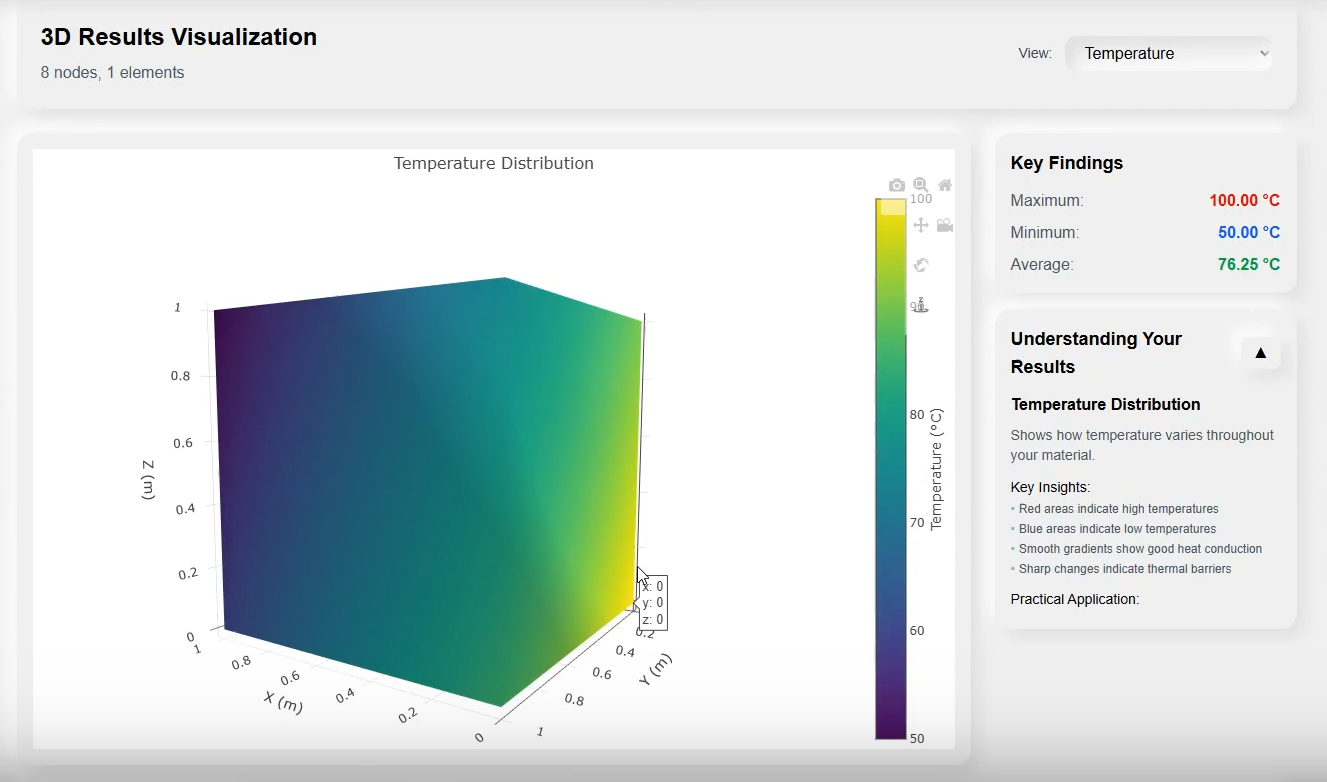 3D Results Visualization
8 nodes, 1 elements
View:
Temperature
Temperature Distribution
1
0.8
0.6
0.4
0.2
0
Z (m)
1
0.8
0.6
0.4
0.2
0
X (m)
0.2
0.4
0.6
0.8
1
Y (m)
x: 0
y: 0
z: 0
100
90
80
70
60
50
Temperature (°C)
Key Findings
Maximum: 100.00 °C
Minimum: 50.00 °C
Average: 76.25 °C
Understanding Your
Results
▲
Temperature Distribution
Shows how temperature varies throughout
your material.
Key Insights:
• Red areas indicate high temperatures
• Blue areas indicate low temperatures
• Smooth gradients show good heat conduction
• Sharp changes indicate thermal barriers
Practical Application: